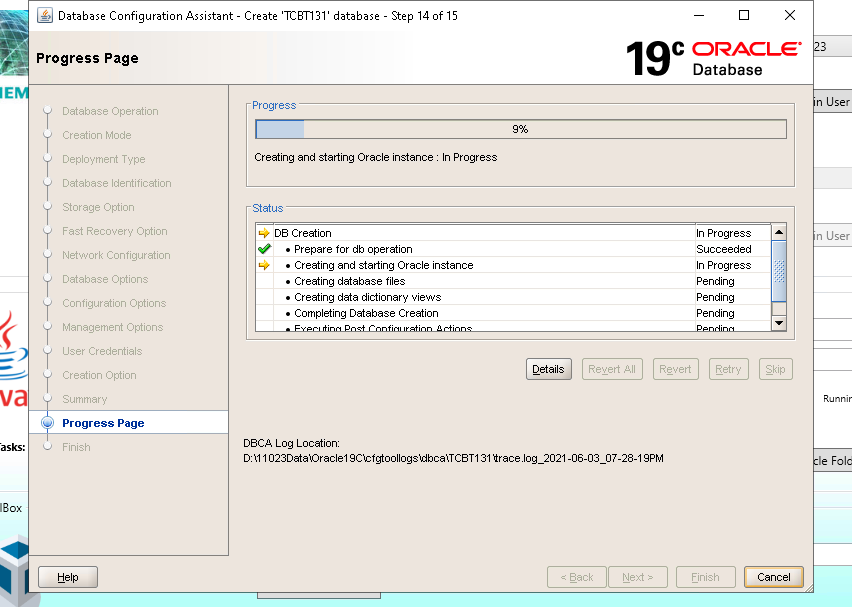 Database Configuration Assistant - Create 'TCBT131' database - Step 14 of 15
Progress Page
19c ORACLE
Database
Database Operation
Creation Mode
Deployment Type
Database Identification
Storage Option
Fast Recovery Option
Network Configuration
Database Options
Configuration Options
Management Options
User Credentials
Creation Option
Summary
Progress Page
Finish
Progress
9%
Creating and starting Oracle instance : In Progress
Status
DB Creation In Progress
• Prepare for db operation Succeeded
• Creating and starting Oracle instance In Progress
• Creating database files Pending
• Creating data dictionary views Pending
• Completing Database Creation Pending
• Executing Post Configuration Actions Pending
Details Revert All Revert Retry Skip
DBCA Log Location:
D:\11023Data\Oracle19C\cfgtoollogs\dbca\TCBT131\trace.log_2021-06-03_07-28-19PM
Help < Back Next > Finish Cancel
23
in User
in User
Runnin
cle Fold
IEM
va
asks:
lBox